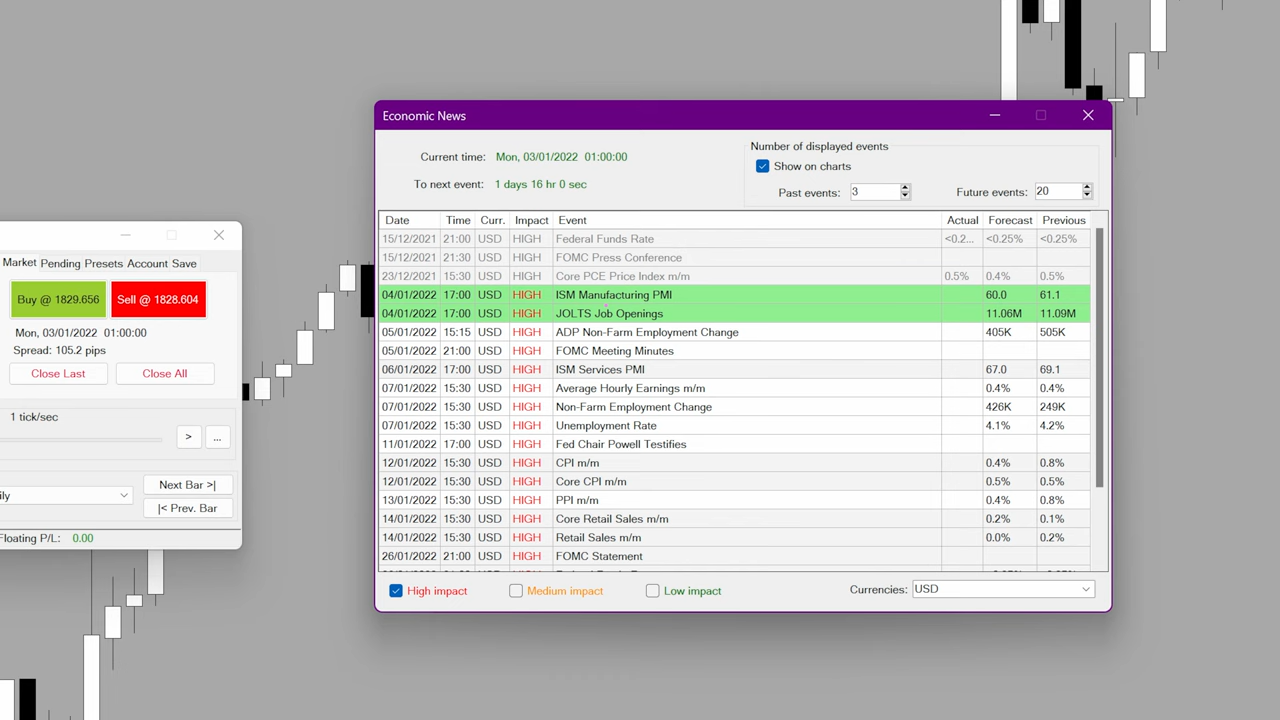 Economic News
Current time: Mon, 03/01/2022 01:00:00
To next event: 1 days 16 hr 0 sec
Number of displayed events
Show on charts
Past events: 3 Future events: 20
Date Time Curr. Impact Event Actual Forecast Previous
15/12/2021 21:00 USD HIGH Federal Funds Rate <0.2... <0.25% <0.25%
15/12/2021 21:30 USD HIGH FOMC Press Conference
23/12/2021 15:30 USD HIGH Core PCE Price Index m/m 0.5% 0.4% 0.5%
04/01/2022 17:00 USD HIGH ISM Manufacturing PMI 60.0 61.1
04/01/2022 17:00 USD HIGH JOLTS Job Openings 11.06M 11.09M
05/01/2022 15:15 USD HIGH ADP Non-Farm Employment Change 405K 505K
05/01/2022 21:00 USD HIGH FOMC Meeting Minutes
06/01/2022 17:00 USD HIGH ISM Services PMI 67.0 69.1
07/01/2022 15:30 USD HIGH Average Hourly Earnings m/m 0.4% 0.4%
07/01/2022 15:30 USD HIGH Non-Farm Employment Change 426K 249K
07/01/2022 15:30 USD HIGH Unemployment Rate 4.1% 4.2%
11/01/2022 17:00 USD HIGH Fed Chair Powell Testifies
12/01/2022 15:30 USD HIGH CPI m/m 0.4% 0.8%
12/01/2022 15:30 USD HIGH Core CPI m/m 0.5% 0.5%
13/01/2022 15:30 USD HIGH PPI m/m 0.4% 0.8%
14/01/2022 15:30 USD HIGH Core Retail Sales m/m 0.2% 0.1%
14/01/2022 15:30 USD HIGH Retail Sales m/m 0.0% 0.2%
26/01/2022 21:00 USD HIGH FOMC Statement
High impact Medium impact Low impact Currencies: USD
Market Pending Presets Account Save
Buy @ 1829.656 Sell @ 1828.604
Mon, 03/01/2022 01:00:00
Spread: 105.2 pips
Close Last Close All
1 tick/sec
> ...
ily Next Bar >|
|< Prev. Bar
Floating P/L: 0.00